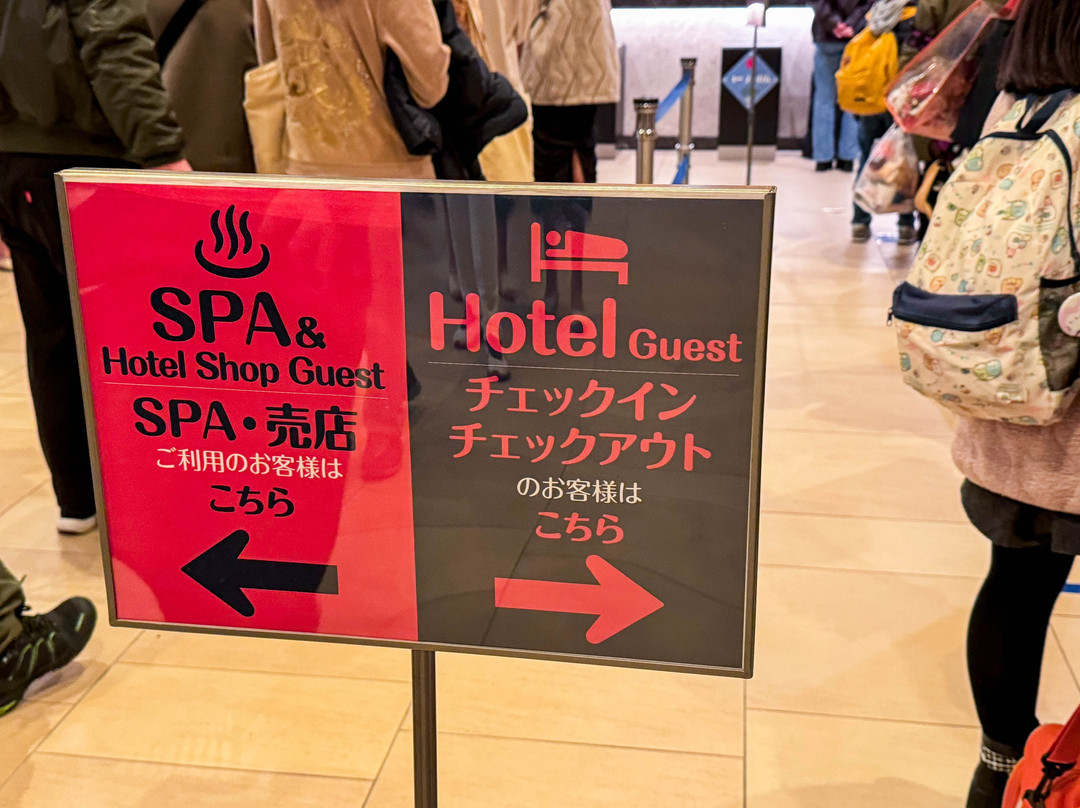 SPA &
Hotel Shop Guest
SPA・売店
ご利用のお客様は
こちら
Hotel Guest
チェックイン
チェックアウト
のお客様は
こちら